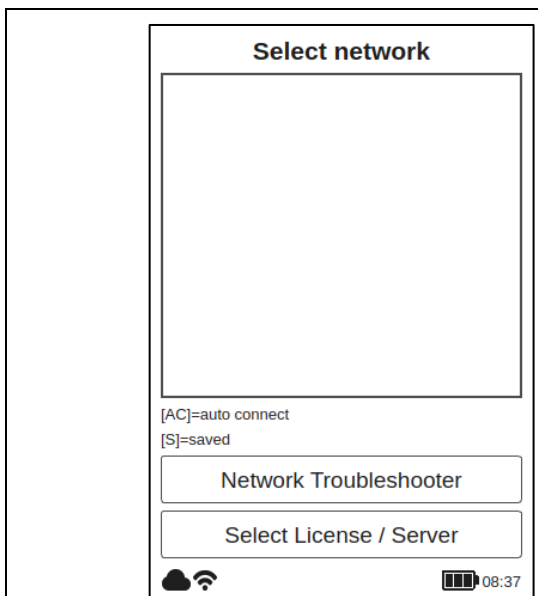 Select network
[AC]=auto connect
[S]=saved
Network Troubleshooter
Select License / Server
08:37